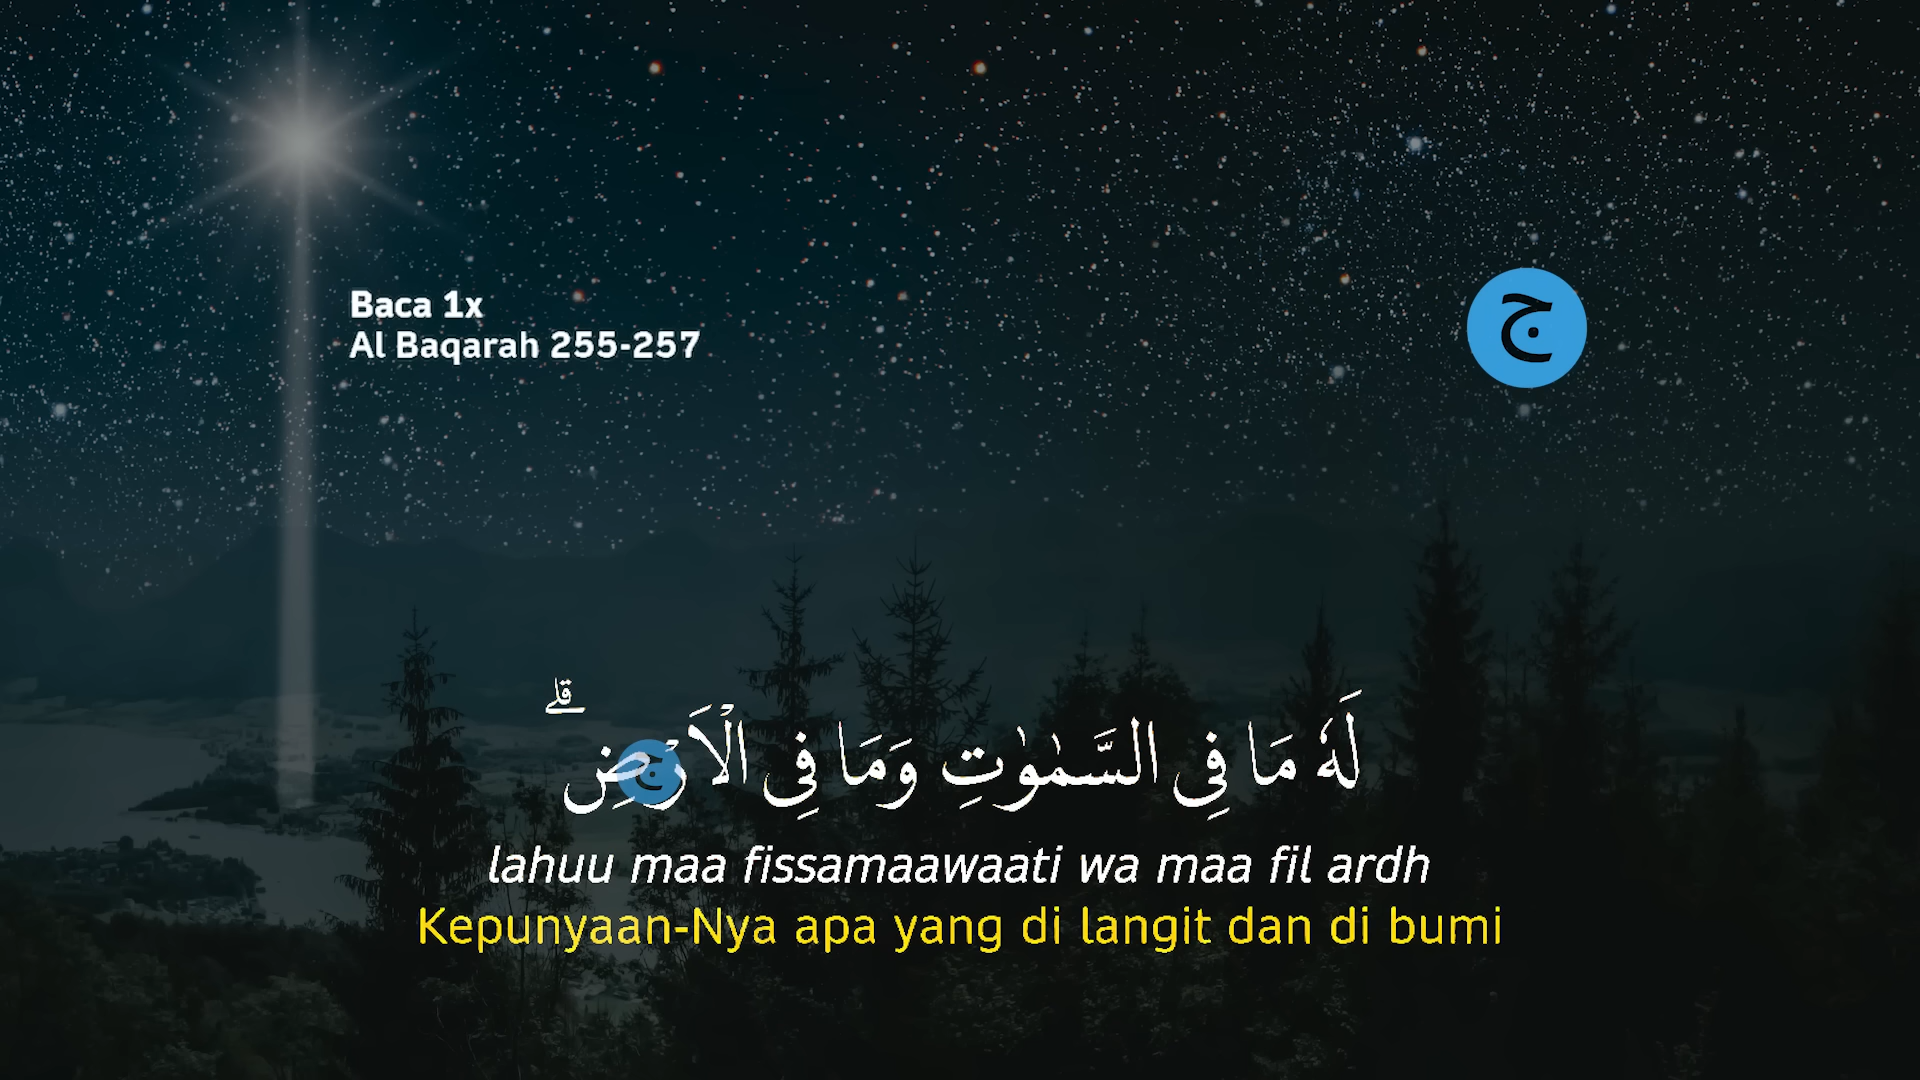 Baca 1x
Al Baqarah 255-257
ج
لَهٗ مَا فِى السَّمٰوٰتِ وَمَا فِى الْاَرْضِۗ
ج
lahuu maa fissamaawaati wa maa fil ardh
Kepunyaan-Nya apa yang di langit dan di bumi